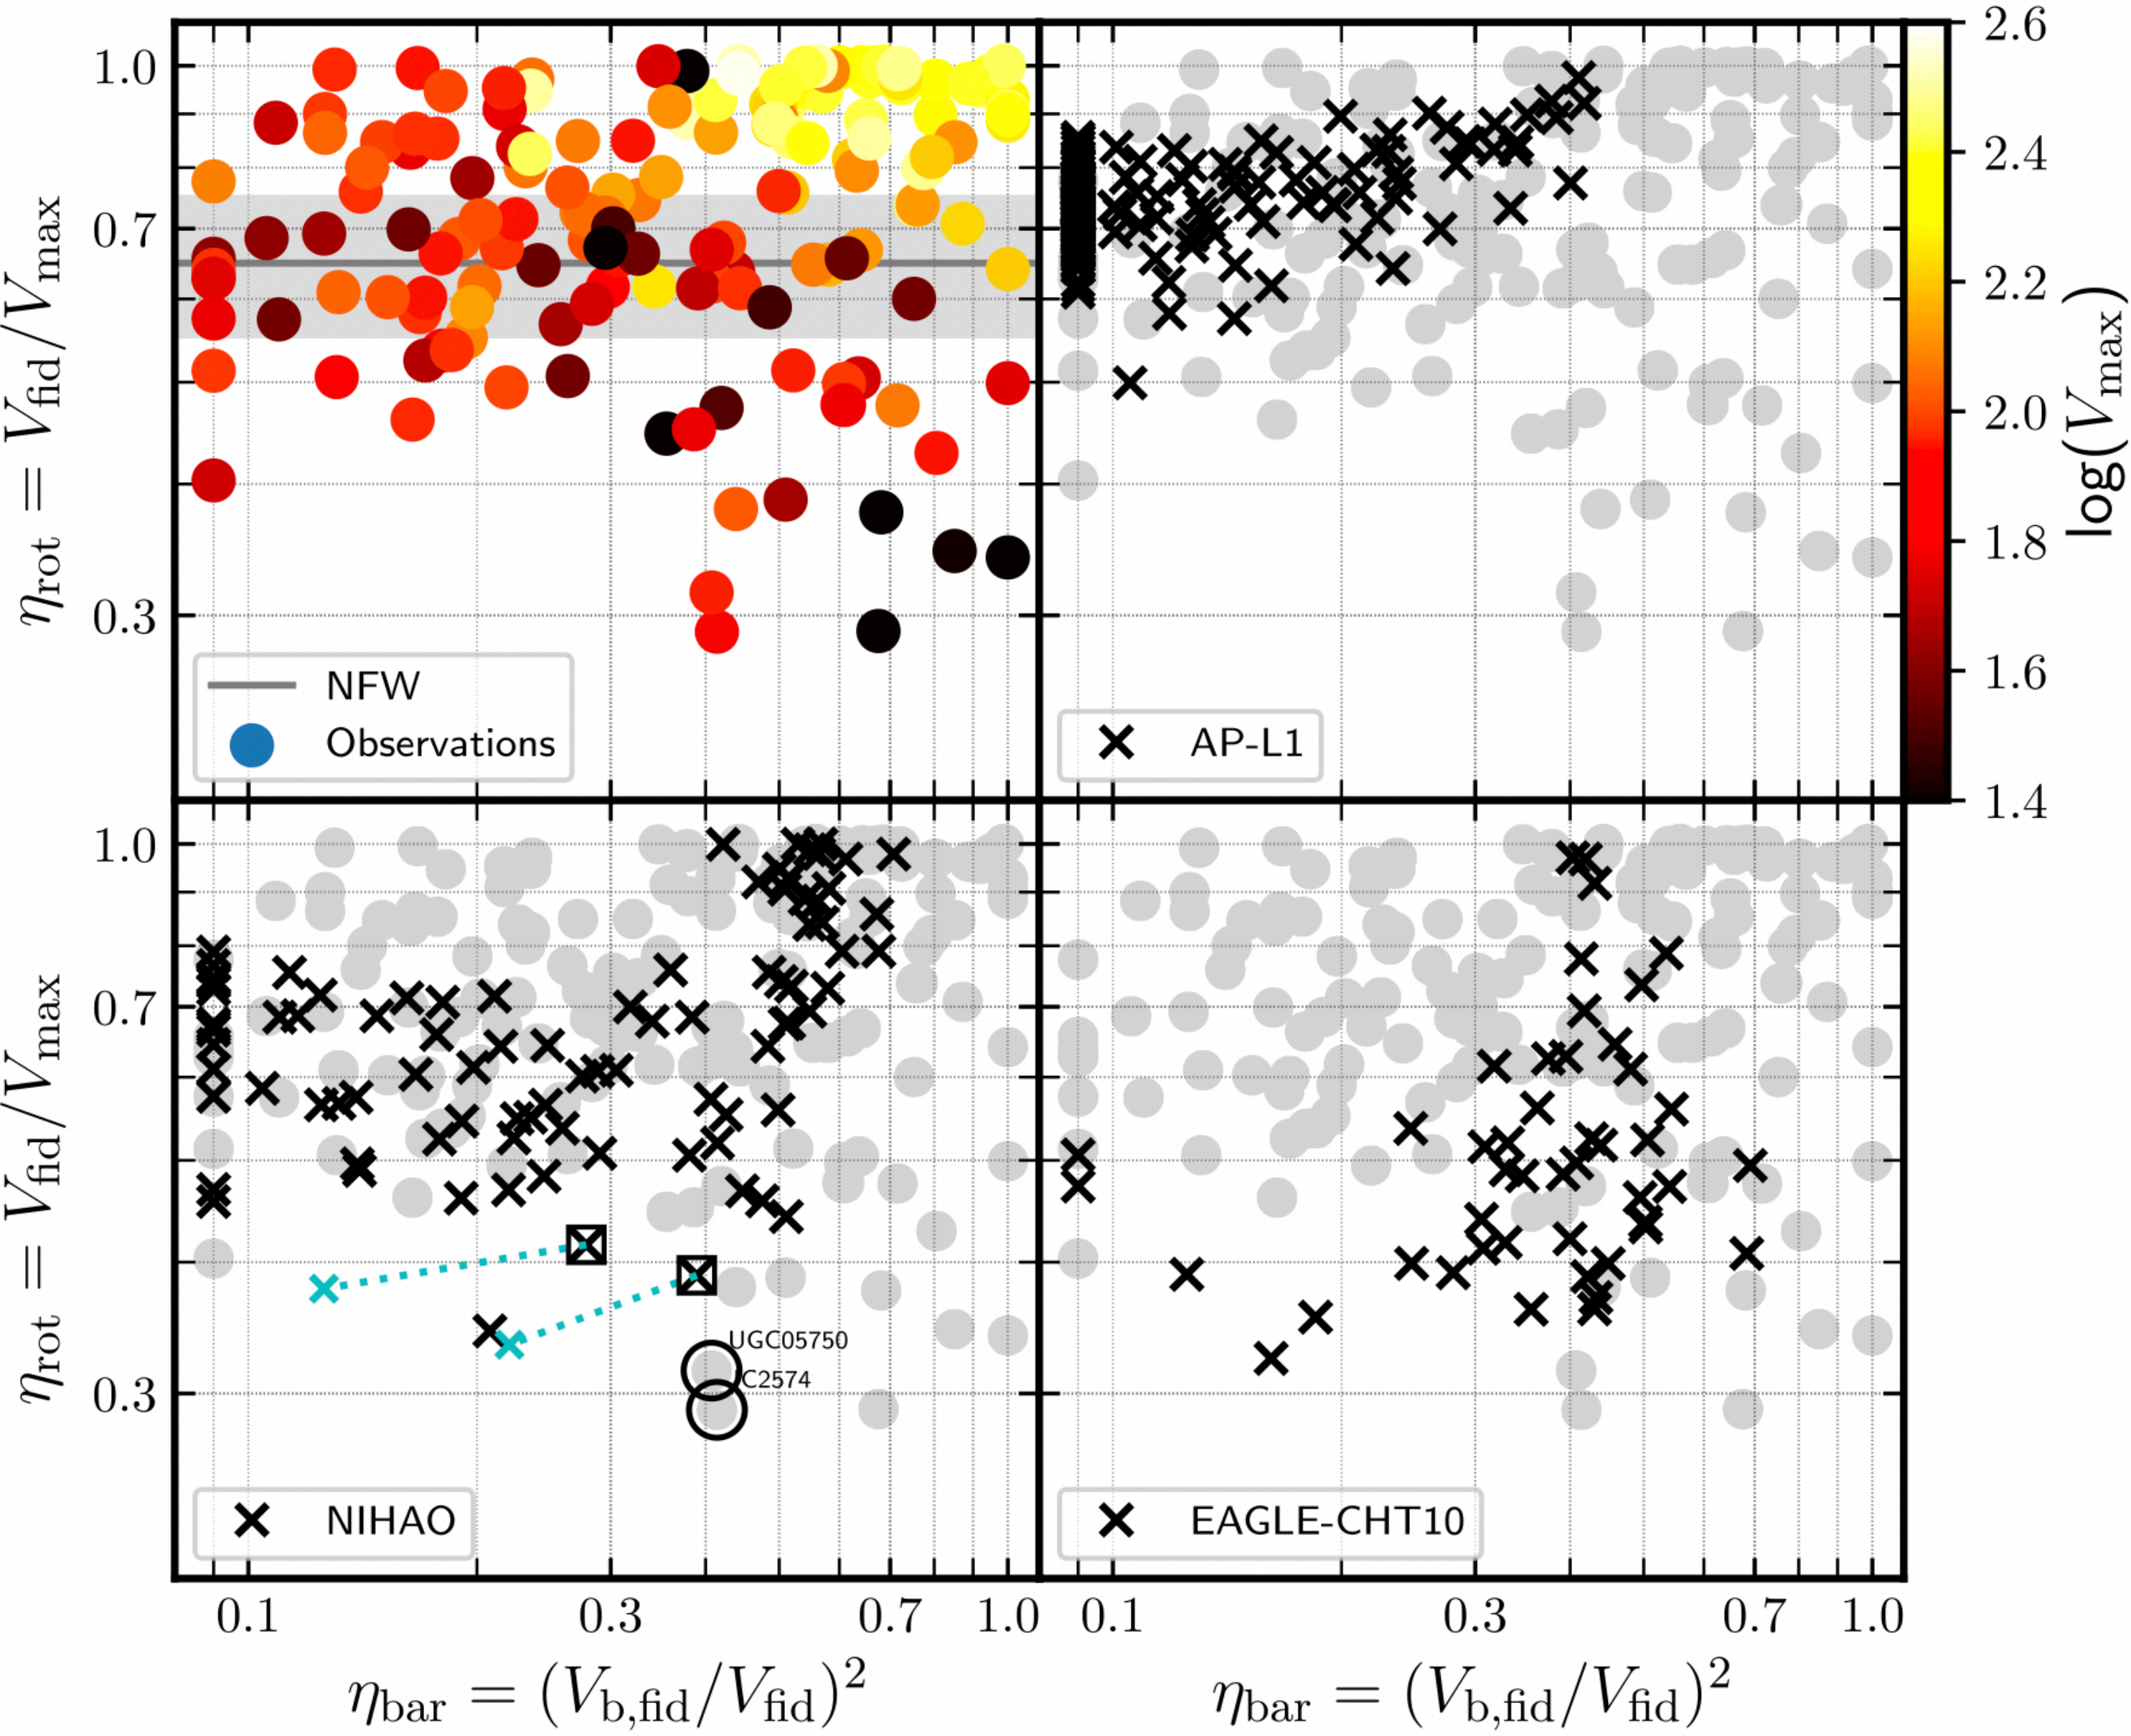 1.0
0.7
0.3
η_rot = V_fid/V_max
NFW
Observations
AP-L1
2.6
2.4
2.2
2.0
1.8
1.6
1.4
log(V_max)
1.0
0.7
0.3
η_rot = V_fid/V_max
UGC05750
C2574
NIHAO
EAGLE-CHT10
0.1 0.3 0.7 1.0
0.1 0.3 0.7 1.0
η_bar = (V_b,fid/V_fid)²
η_bar = (V_b,fid/V_fid)²